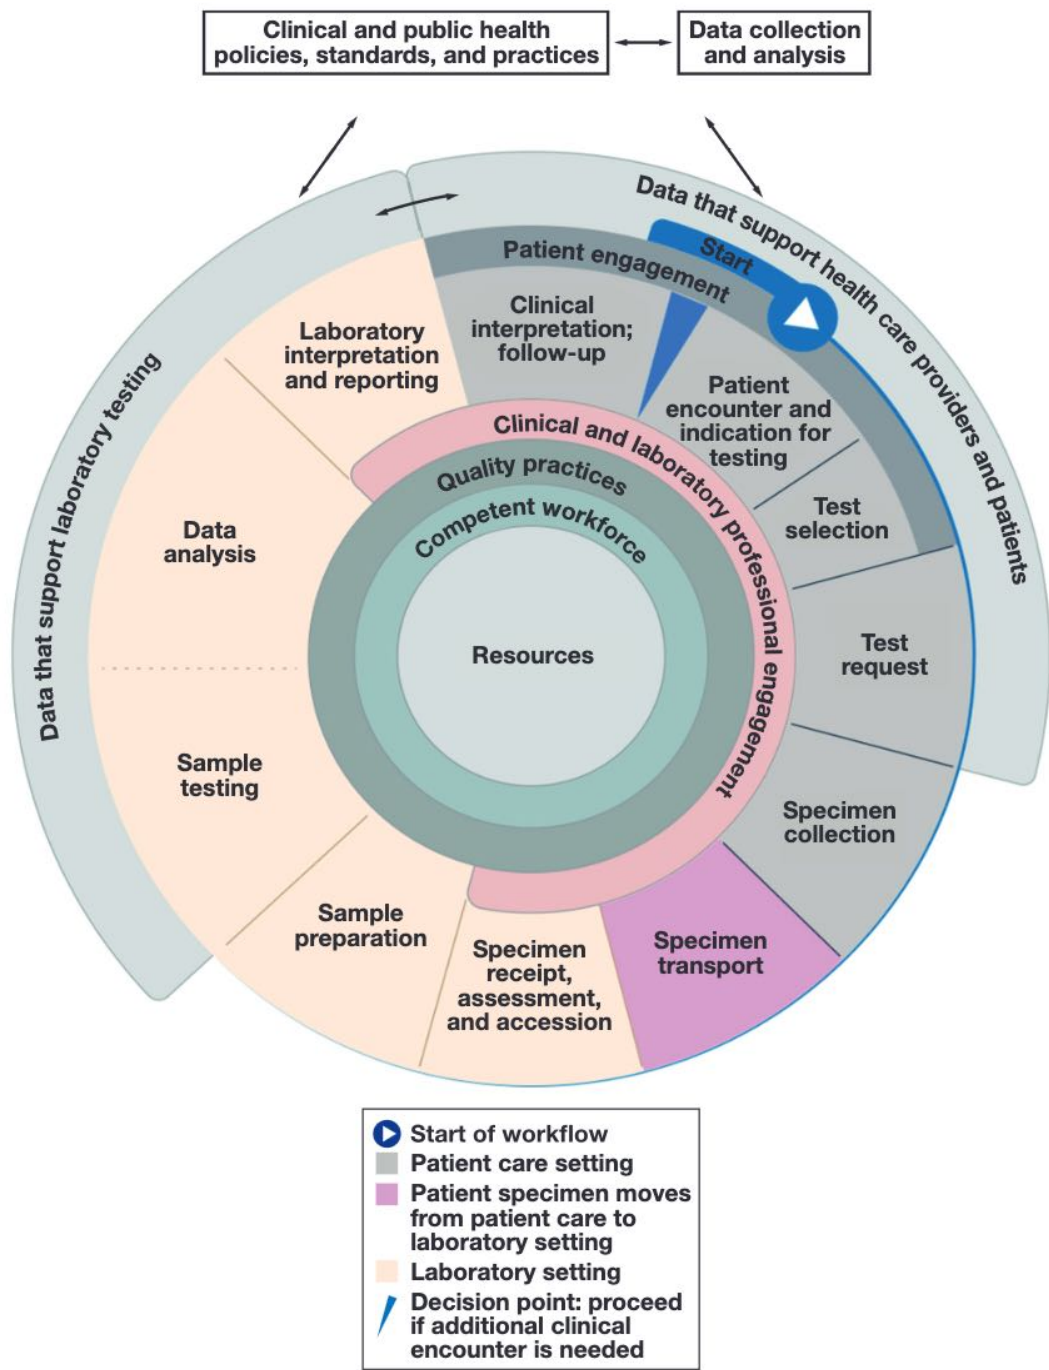 Clinical and public health
policies, standards, and practices
Data collection
and analysis
Data that support laboratory testing
Data that support health care providers and patients
Start
Patient engagement
Clinical
interpretation;
follow-up
Patient
encounter and
indication for
testing
Test
selection
Test
request
Specimen
collection
Specimen
transport
Specimen
receipt,
assessment,
and accession
Sample
preparation
Sample
testing
Data
analysis
Laboratory
interpretation
and reporting
Clinical and laboratory professional engagement
Quality practices
Competent workforce
Resources
Start of workflow
Patient care setting
Patient specimen moves
from patient care to
laboratory setting
Laboratory setting
Decision point: proceed
if additional clinical
encounter is needed